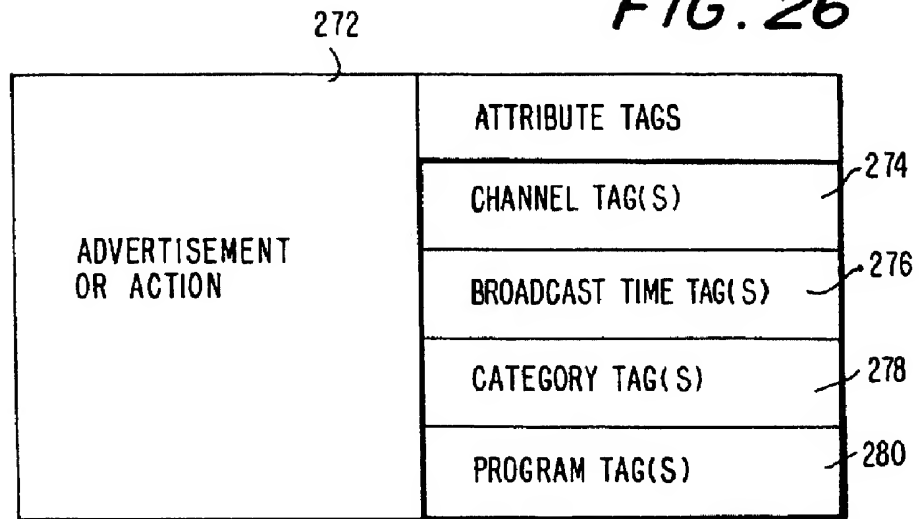 FIG. 26
272
ADVERTISEMENT
OR ACTION
ATTRIBUTE TAGS
CHANNEL TAG(S)
274
BROADCAST TIME TAG(S)
276
CATEGORY TAG(S)
278
PROGRAM TAG(S)
280